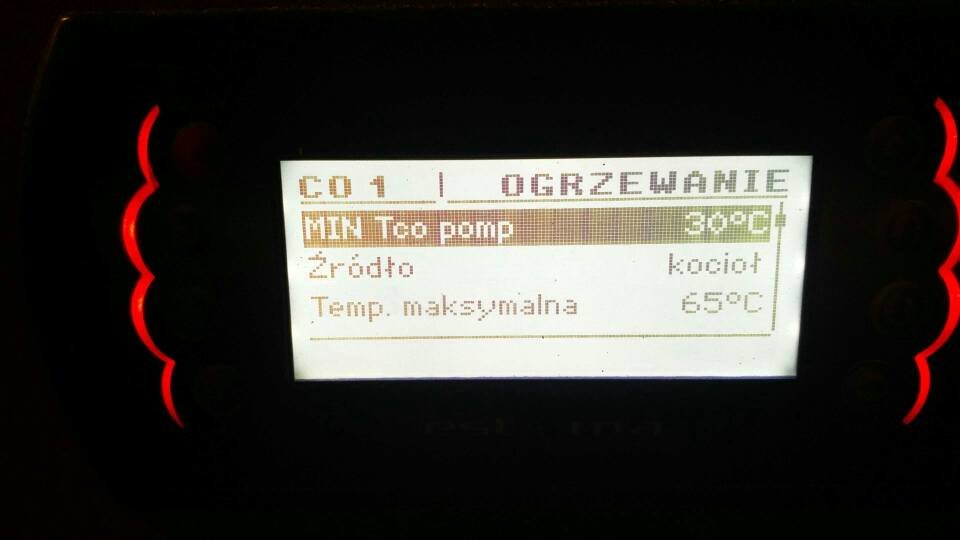 CO 1 | OGRZEWANIE
MIN Tco pomp 30°C
Źródło kocioł
Temp. maksymalna 65°C